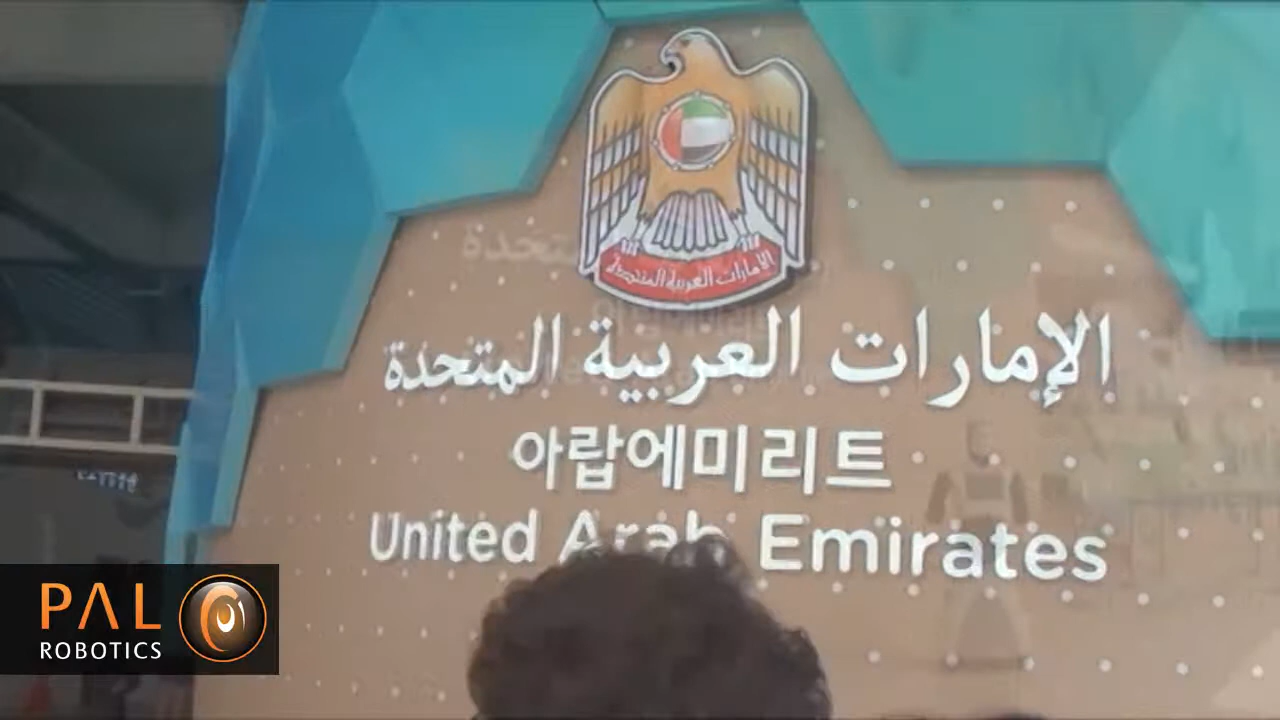 الإمارات العربية المتحدة
الإمارات العربية المتحدة
아랍에미리트
United Arab Emirates
PAL
ROBOTICS